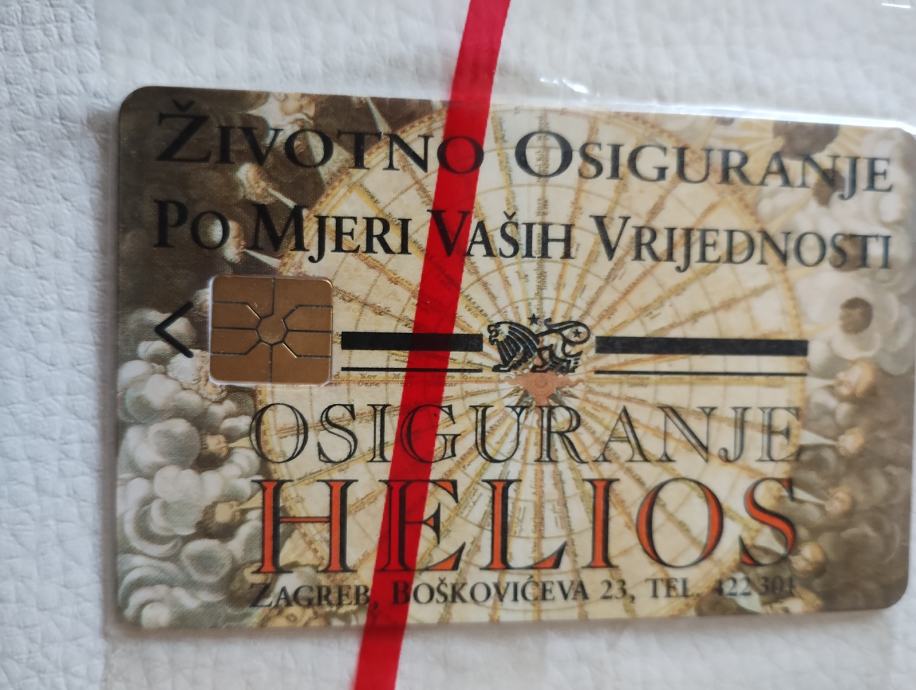 Životno Osiguranje
Po Mjeri Vaših Vrijednosti
OSIGURANJE
HELIOS
Zagreb, Boškovićeva 23, tel. 422 301